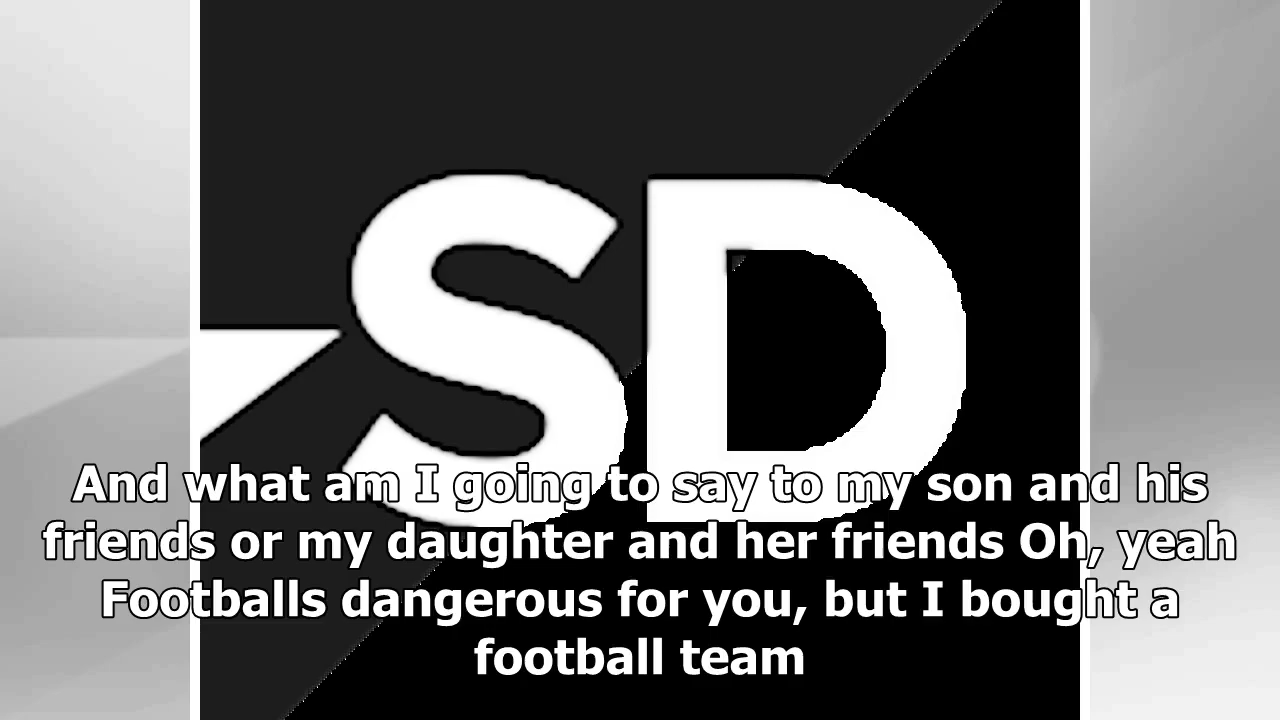 SD
And what am I going to say to my son and his
friends or my daughter and her friends Oh, yeah
Footballs dangerous for you, but I bought a
football team